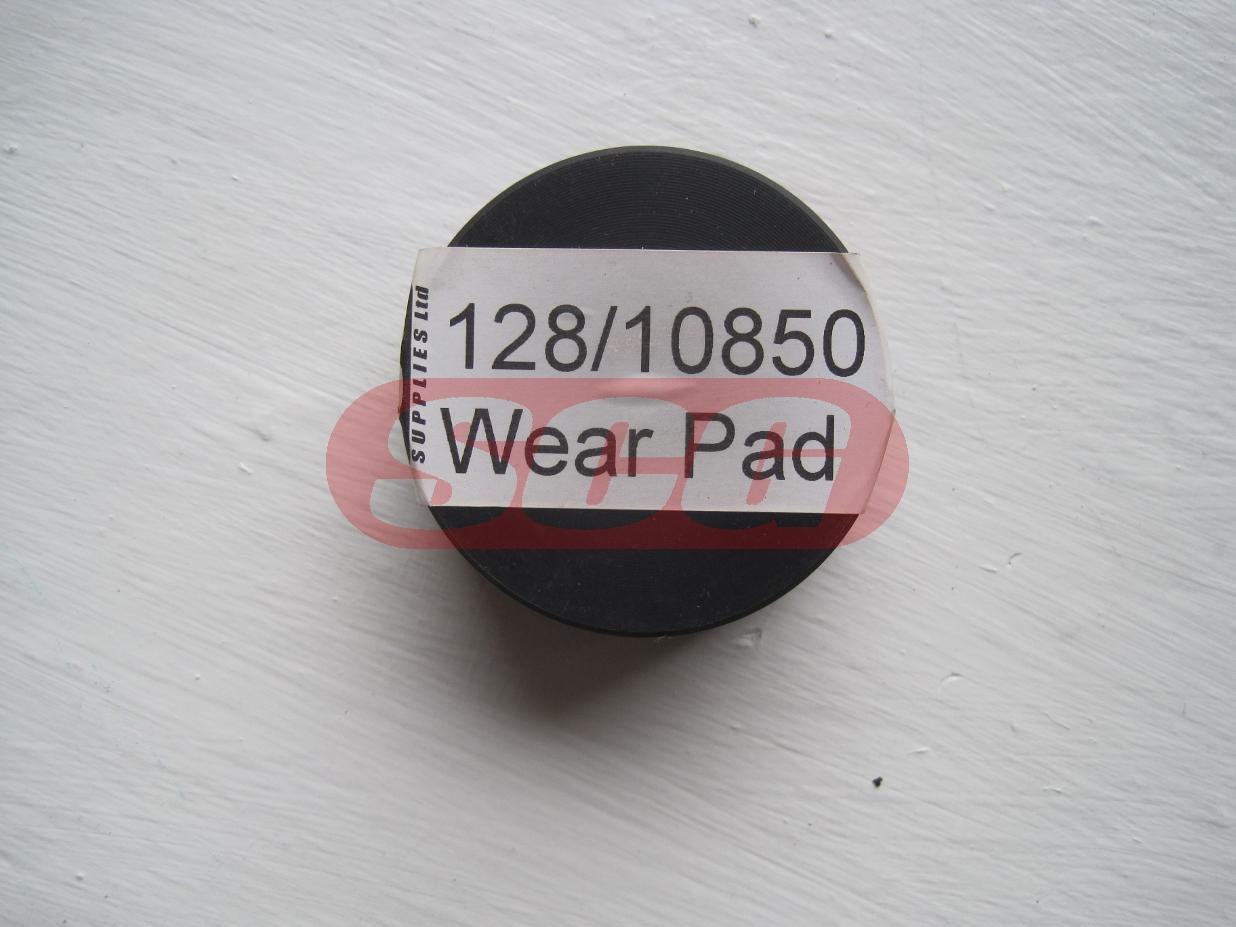 128/10850
Wear Pad
SUPPLIES Ltd